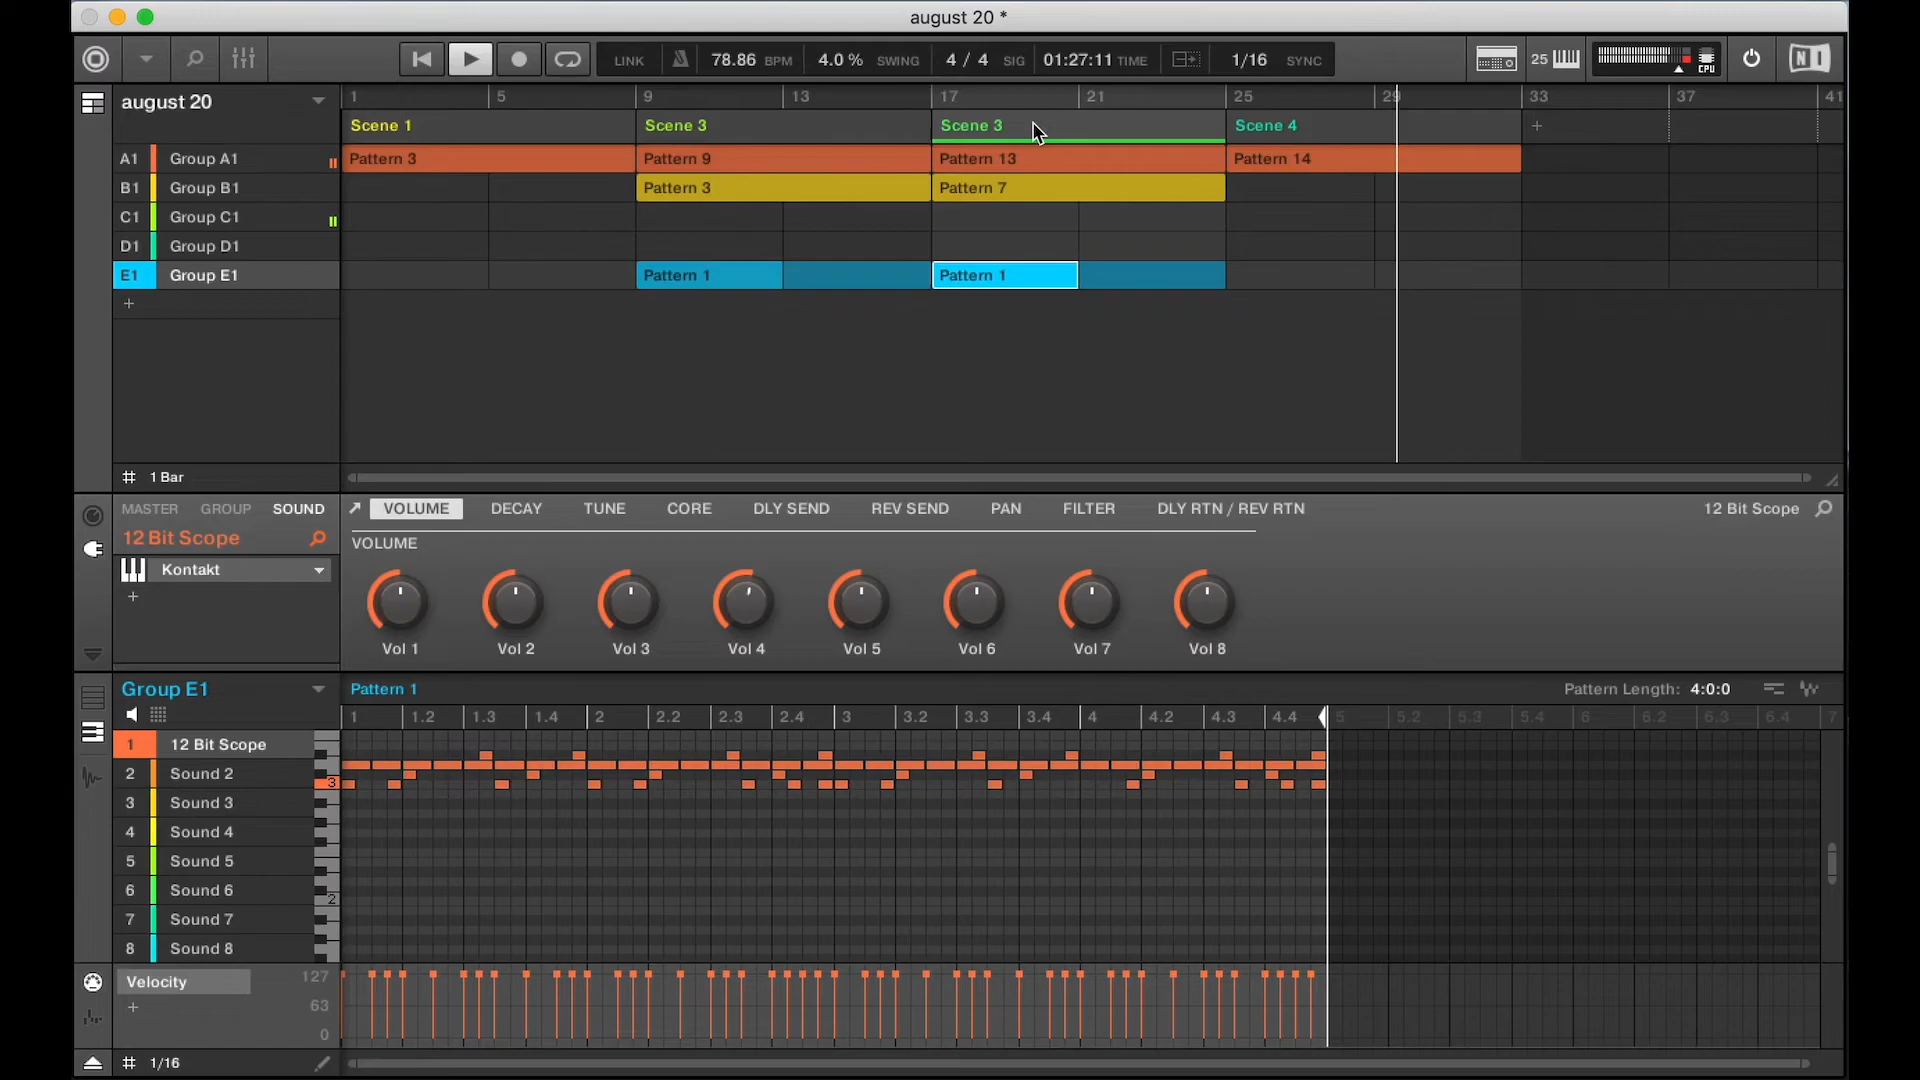 august 20 *
LINK 78.86 BPM 4.0 % SWING 4 / 4 SIG 01:27:11 TIME 1/16 SYNC 25 CPU
august 20 1 5 9 13 17 21 25 29 33 37 41
Scene 1 Scene 3 Scene 3 Scene 4 +
A1 Group A1 Pattern 3 Pattern 9 Pattern 13 Pattern 14
B1 Group B1 Pattern 3 Pattern 7
C1 Group C1
D1 Group D1
E1 Group E1 Pattern 1 Pattern 1
+
1 Bar
MASTER GROUP SOUND VOLUME DECAY TUNE CORE DLY SEND REV SEND PAN FILTER DLY RTN / REV RTN 12 Bit Scope
12 Bit Scope VOLUME
Kontakt
+
Vol 1 Vol 2 Vol 3 Vol 4 Vol 5 Vol 6 Vol 7 Vol 8
Group E1 Pattern 1 Pattern Length: 4:0:0
1 1.2 1.3 1.4 2 2.2 2.3 2.4 3 3.2 3.3 3.4 4 4.2 4.3 4.4 5 5.2 5.3 5.4 6 6.2 6.3 6.4 7
1 12 Bit Scope
2 Sound 2 3
3 Sound 3
4 Sound 4
5 Sound 5
6 Sound 6 2
7 Sound 7
8 Sound 8
Velocity 127
+ 63
0
1/16